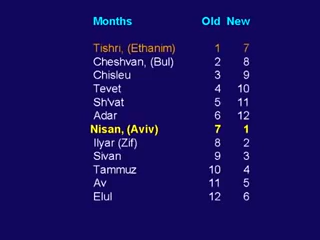 Months Old New
Tishri, (Ethanim) 1 7
Cheshvan, (Bul) 2 8
Chisleu 3 9
Tevet 4 10
Sh'vat 5 11
Adar 6 12
Nisan, (Aviv) 7 1
Ilyar (Zif) 8 2
Sivan 9 3
Tammuz 10 4
Av 11 5
Elul 12 6